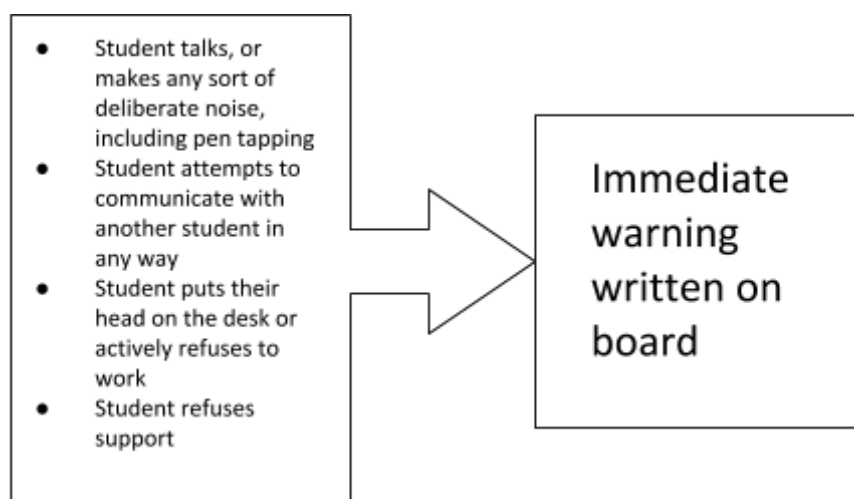 ● Student talks, or
makes any sort of
deliberate noise,
including pen tapping
● Student attempts to
communicate with
another student in
any way
● Student puts their
head on the desk or
actively refuses to
work
● Student refuses
support
Immediate
warning
written on
board